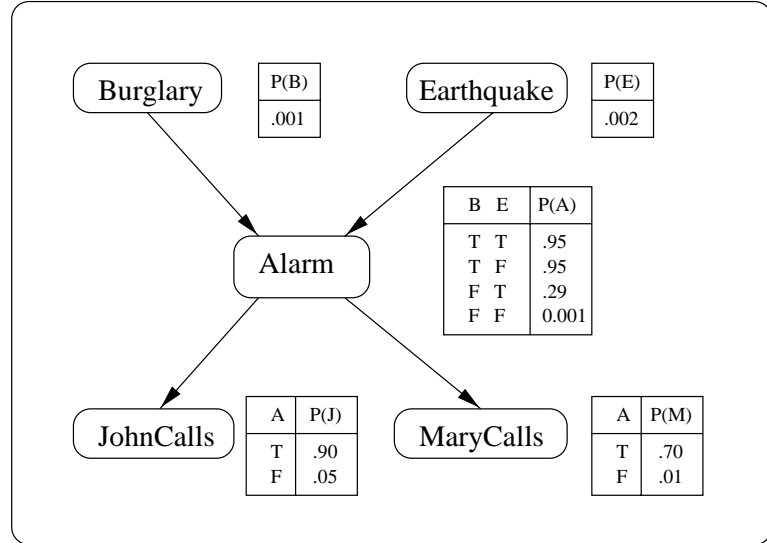 Burglary
P(B)
.001
Earthquake
P(E)
.002
Alarm
B E P(A)
T T .95
T F .95
F T .29
F F 0.001
JohnCalls
A P(J)
T .90
F .05
MaryCalls
A P(M)
T .70
F .01